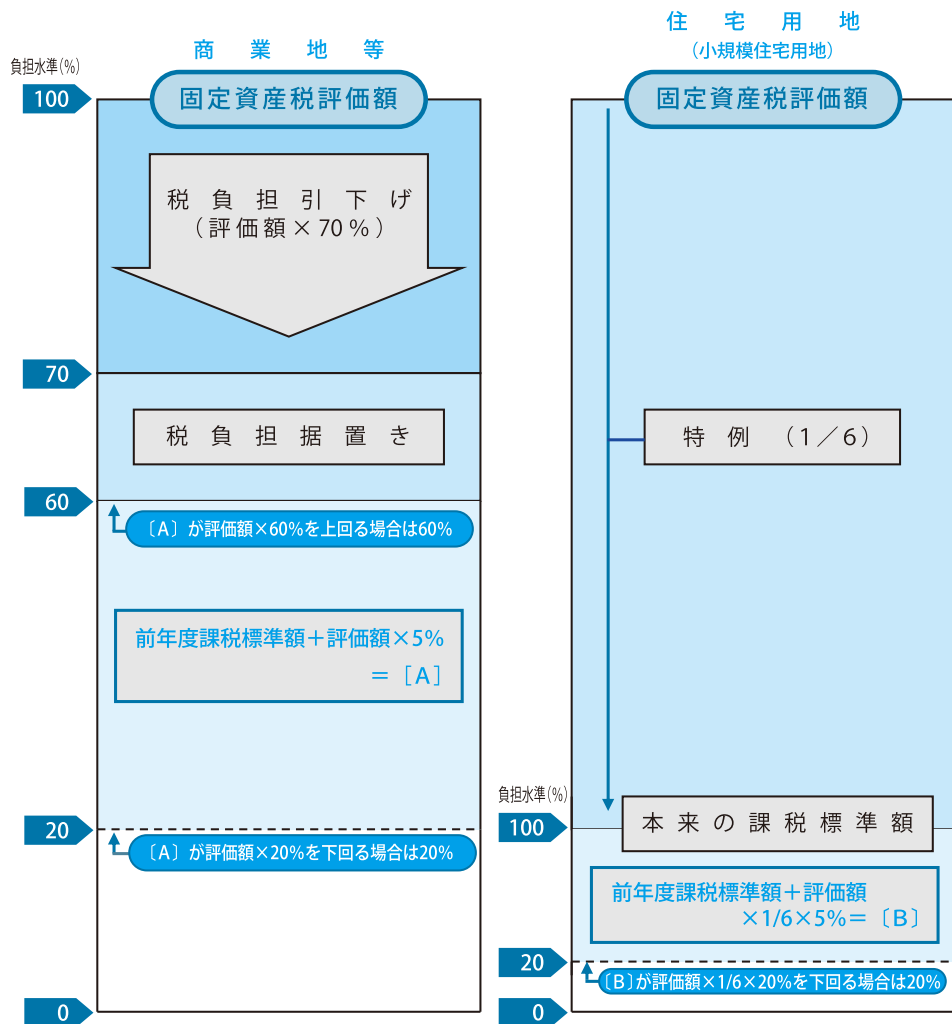 商業地等
負担水準(%)
100
固定資産税評価額
税負担引下げ
(評価額×70%)
70
税負担据置き
60
〔A〕が評価額×60%を上回る場合は60%
前年度課税標準額+評価額×5%
=[A]
20
〔A〕が評価額×20%を下回る場合は20%
0
住宅用地
(小規模住宅用地)
固定資産税評価額
特例 (1/6)
負担水準(%)
100
本来の課税標準額
前年度課税標準額+評価額
×1/6×5%=〔B〕
20
〔B〕が評価額×1/6×20%を下回る場合は20%
0